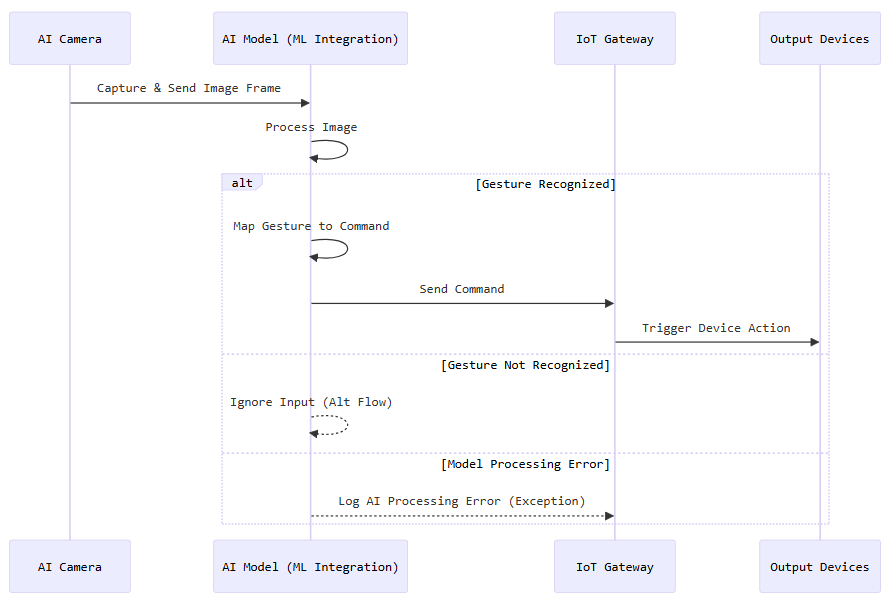 AI Camera
AI Model (ML Integration)
IoT Gateway
Output Devices
Capture & Send Image Frame
Process Image
alt
[Gesture Recognized]
Map Gesture to Command
Send Command
Trigger Device Action
[Gesture Not Recognized]
Ignore Input (Alt Flow)
[Model Processing Error]
Log AI Processing Error (Exception)
AI Camera
AI Model (ML Integration)
IoT Gateway
Output Devices